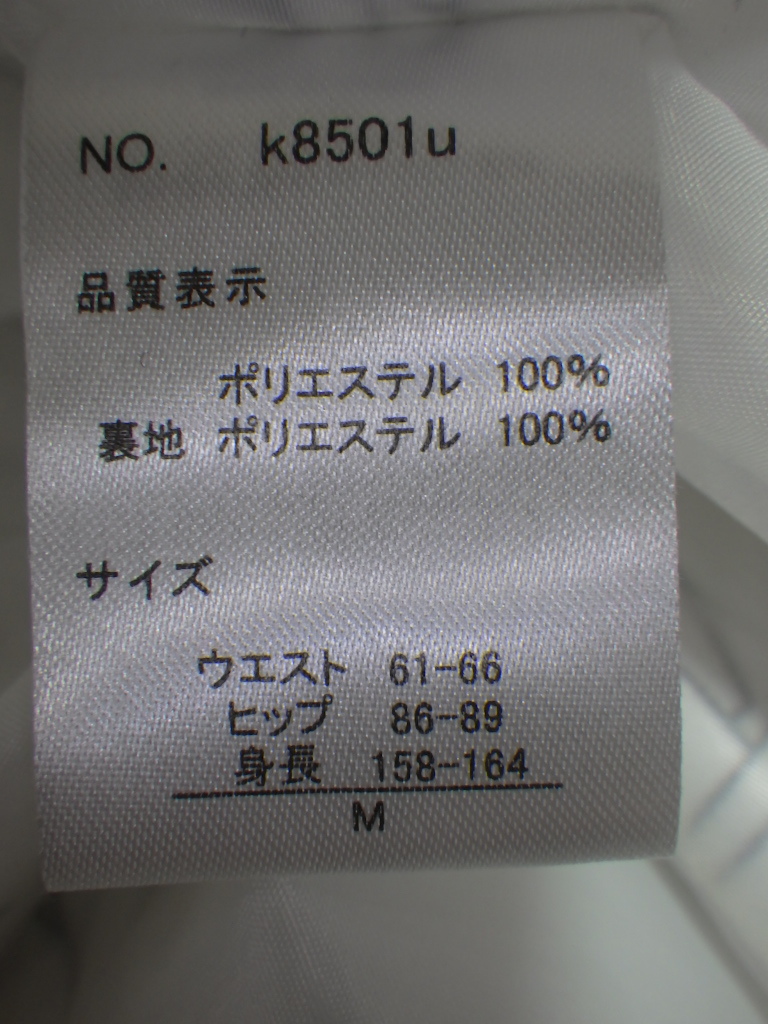 NO. k8501u
品質表示
ポリエステル 100%
裏地 ポリエステル 100%
サイズ
ウエスト 61-66
ヒップ 86-89
身長 158-164
M